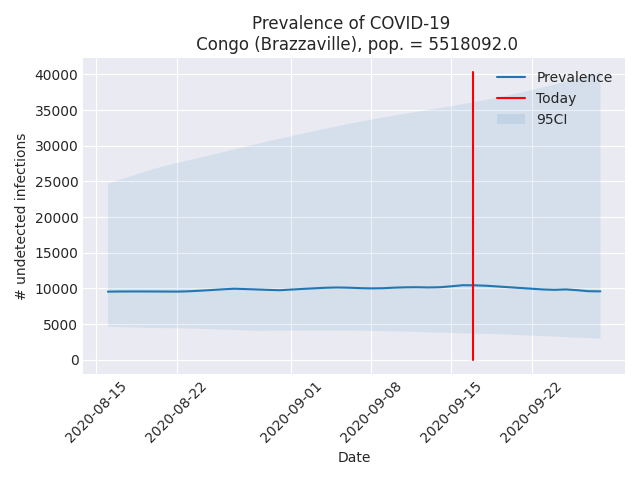 Prevalence of COVID-19
Congo (Brazzaville), pop. = 5518092.0
# undetected infections
40000
35000
30000
25000
20000
15000
10000
5000
0
Prevalence
Today
95CI
2020-08-15
2020-08-22
2020-09-01
2020-09-08
2020-09-15
2020-09-22
Date